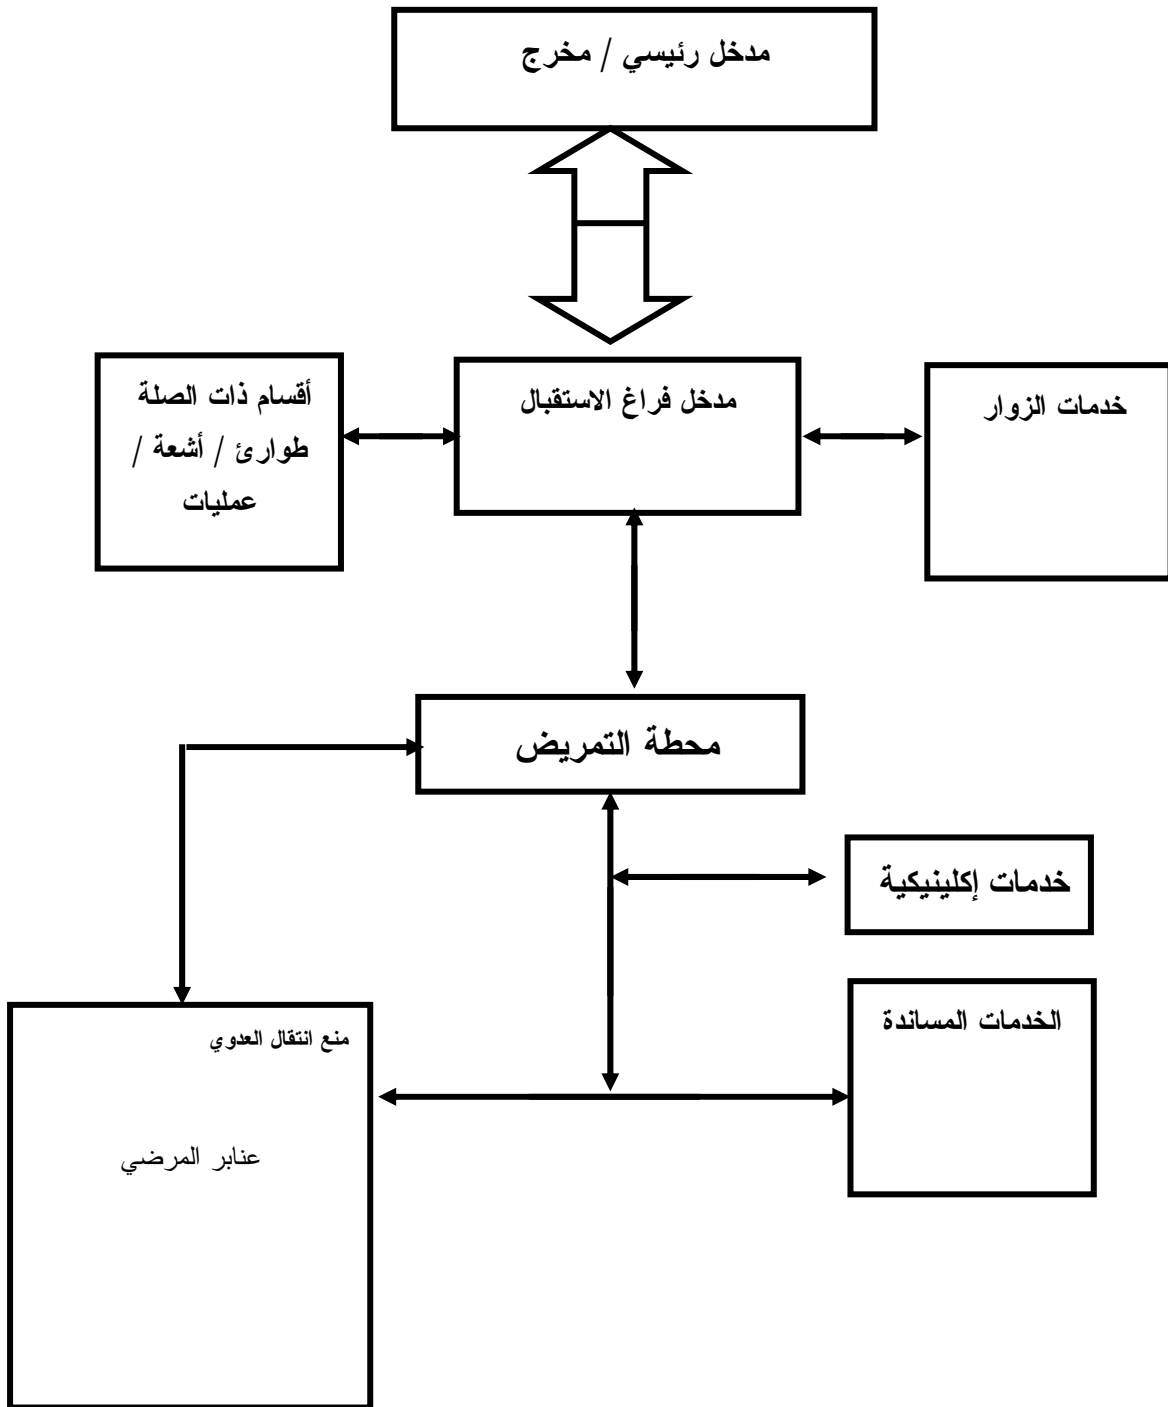 مدخل رئيسي / مخرج
مدخل فراغ الاستقبال
خدمات الزوار
أقسام ذات الصلة
طوارئ / أشعة /
عمليات
محطة التمريض
خدمات إكلينيكية
الخدمات المساندة
منع انتقال العدوي
عنابر المرضي